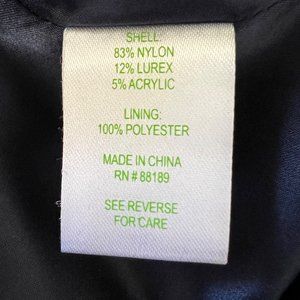 SHELL:
83% NYLON
12% LUREX
5% ACRYLIC
LINING:
100% POLYESTER
MADE IN CHINA
RN # 88189
SEE REVERSE
FOR CARE